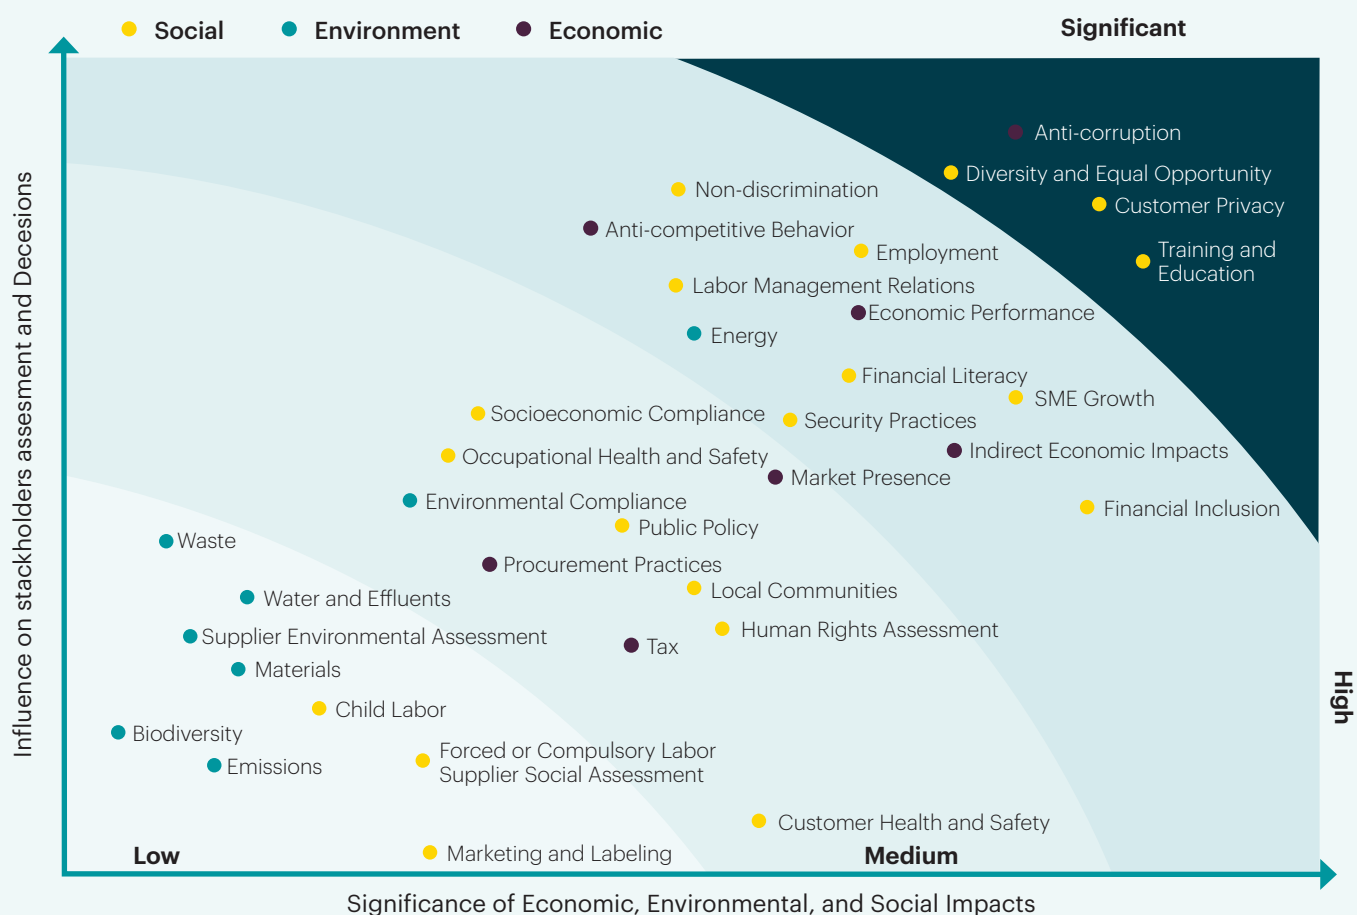 Social
Environment
Economic
Significant
Anti-corruption
Diversity and Equal Opportunity
Non-discrimination
Customer Privacy
Anti-competitive Behavior
Employment
Training and
Education
Labor Management Relations
Economic Performance
Energy
Financial Literacy
SME Growth
Socioeconomic Compliance
Security Practices
Indirect Economic Impacts
Occupational Health and Safety
Market Presence
Environmental Compliance
Financial Inclusion
Public Policy
Waste
Procurement Practices
Local Communities
Water and Effluents
Human Rights Assessment
Supplier Environmental Assessment
Tax
Materials
Child Labor
Biodiversity
Forced or Compulsory Labor
Supplier Social Assessment
Emissions
Customer Health and Safety
Marketing and Labeling
Low
Medium
High
Influence on stackholders assessment and Decesions
Significance of Economic, Environmental, and Social Impacts